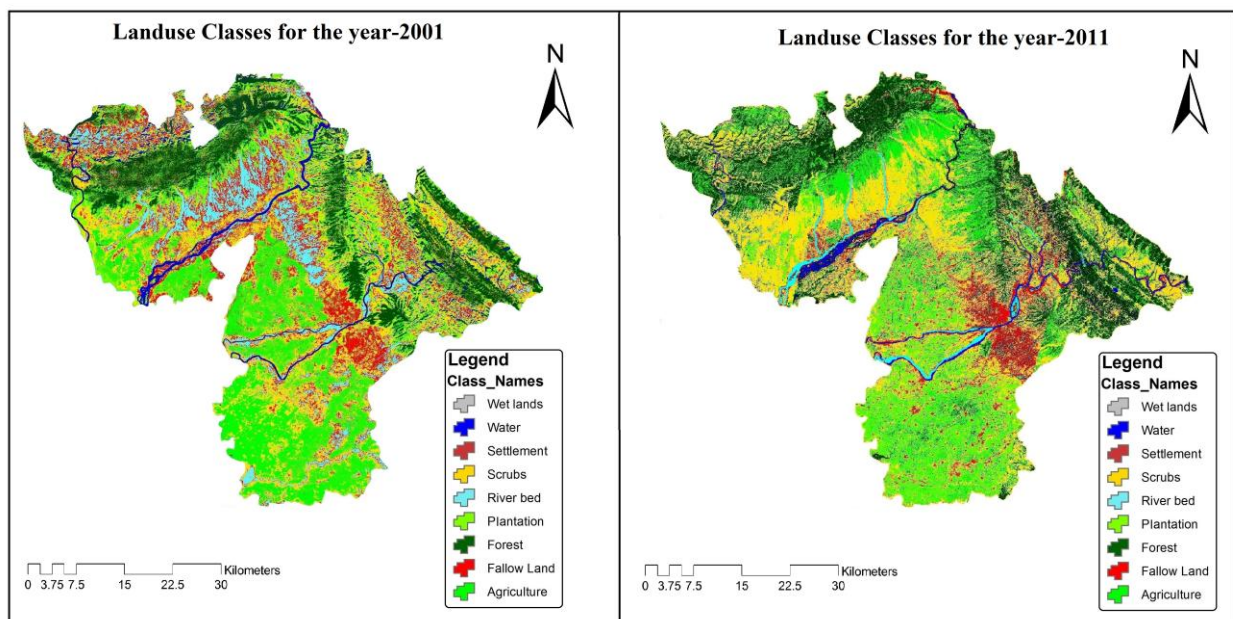 Landuse Classes for the year-2001
N
Legend
Class_Names
Wet lands
Water
Settlement
Scrubs
River bed
Plantation
Forest
Fallow Land
Agriculture
Kilometers
0 3.75 7.5 15 22.5 30
Landuse Classes for the year-2011
N
Legend
Class_Names
Wet lands
Water
Settlement
Scrubs
River bed
Plantation
Forest
Fallow Land
Agriculture
Kilometers
0 3.75 7.5 15 22.5 30